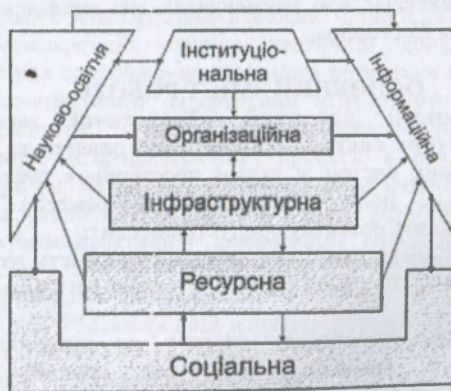 Науково-освітня
Інституціо-
нальна
Інформаційна
Організаційна
Інфраструктурна
Ресурсна
Соціальна